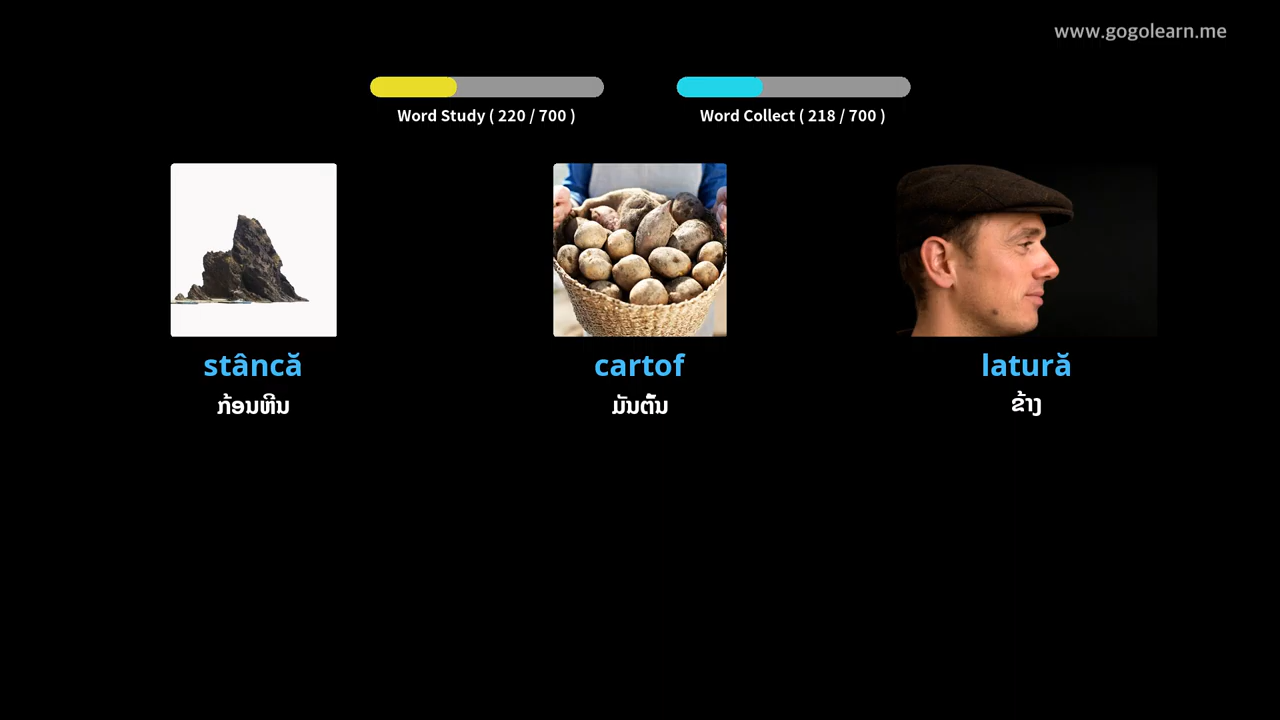 www.gogolearn.me
Word Study ( 220 / 700 )
Word Collect ( 218 / 700 )
stâncă
cartof
latură
ກ້ອນຫີນ
ມັນຕົ້ນ
ຂ້າງ